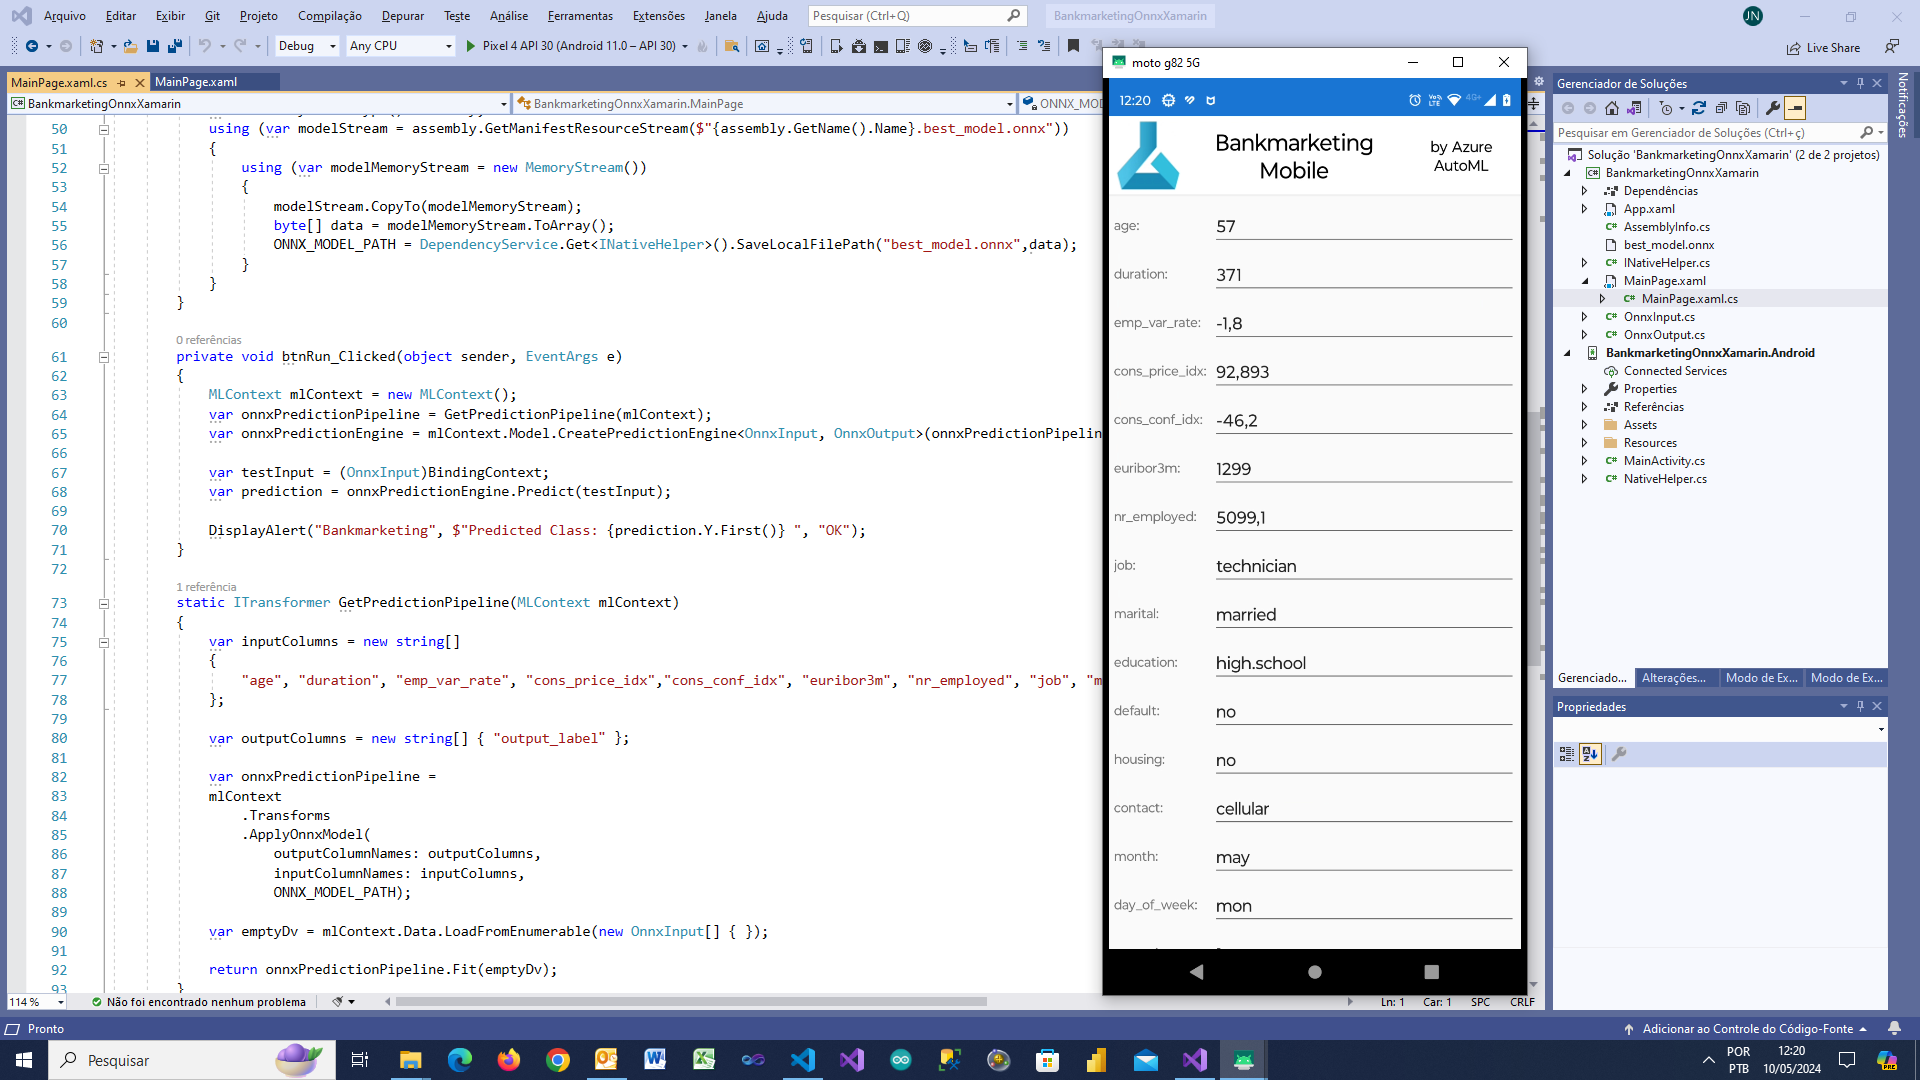 Arquivo Editar Exibir Git Projeto Compilação Depurar Teste Análise Ferramentas Extensões Janela Ajuda Pesquisar (Ctrl+Q) BankmarketingOnnxXamarin JN
Debug Any CPU Pixel 4 API 30 (Android 11.0 – API 30) Live Share
MainPage.xaml.cs MainPage.xaml
BankmarketingOnnxXamarin BankmarketingOnnxXamarin.MainPage ONNX_MOD
50 using (var modelStream = assembly.GetManifestResourceStream($"{assembly.GetName().Name}.best_model.onnx"))
51 {
52 using (var modelMemoryStream = new MemoryStream())
53 {
54 modelStream.CopyTo(modelMemoryStream);
55 byte[] data = modelMemoryStream.ToArray();
56 ONNX_MODEL_PATH = DependencyService.Get<INativeHelper>().SaveLocalFilePath("best_model.onnx",data);
57 }
58 }
59 }
60
0 referências
61 private void btnRun_Clicked(object sender, EventArgs e)
62 {
63 MLContext mlContext = new MLContext();
64 var onnxPredictionPipeline = GetPredictionPipeline(mlContext);
65 var onnxPredictionEngine = mlContext.Model.CreatePredictionEngine<OnnxInput, OnnxOutput>(onnxPredictionPipelin
66
67 var testInput = (OnnxInput)BindingContext;
68 var prediction = onnxPredictionEngine.Predict(testInput);
69
70 DisplayAlert("Bankmarketing", $"Predicted Class: {prediction.Y.First()} ", "OK");
71 }
72
1 referência
73 static ITransformer GetPredictionPipeline(MLContext mlContext)
74 {
75 var inputColumns = new string[]
76 {
77 "age", "duration", "emp_var_rate", "cons_price_idx","cons_conf_idx", "euribor3m", "nr_employed", "job", "m
78 };
79
80 var outputColumns = new string[] { "output_label" };
81
82 var onnxPredictionPipeline =
83 mlContext
84 .Transforms
85 .ApplyOnnxModel(
86 outputColumnNames: outputColumns,
87 inputColumnNames: inputColumns,
88 ONNX_MODEL_PATH);
89
90 var emptyDv = mlContext.Data.LoadFromEnumerable(new OnnxInput[] { });
91
92 return onnxPredictionPipeline.Fit(emptyDv);
93 }
114 % Não foi encontrado nenhum problema Ln: 1 Car: 1 SPC CRLF
moto g82 5G
12:20 4G+
Bankmarketing
Mobile
by Azure
AutoML
age: 57
duration: 371
emp_var_rate: -1,8
cons_price_idx: 92,893
cons_conf_idx: -46,2
euribor3m: 1299
nr_employed: 5099,1
job: technician
marital: married
education: high.school
default: no
housing: no
contact: cellular
month: may
day_of_week: mon
Gerenciador de Soluções
Pesquisar em Gerenciador de Soluções (Ctrl+ç)
Solução 'BankmarketingOnnxXamarin' (2 de 2 projetos)
BankmarketingOnnxXamarin
Dependências
App.xaml
AssemblyInfo.cs
best_model.onnx
INativeHelper.cs
MainPage.xaml
MainPage.xaml.cs
OnnxInput.cs
OnnxOutput.cs
BankmarketingOnnxXamarin.Android
Connected Services
Properties
Referências
Assets
Resources
MainActivity.cs
NativeHelper.cs
Gerenciado... Alterações... Modo de Ex... Modo de Ex...
Propriedades
Notificações
Pronto Adicionar ao Controle do Código-Fonte
Pesquisar
POR
PTB
12:20
10/05/2024